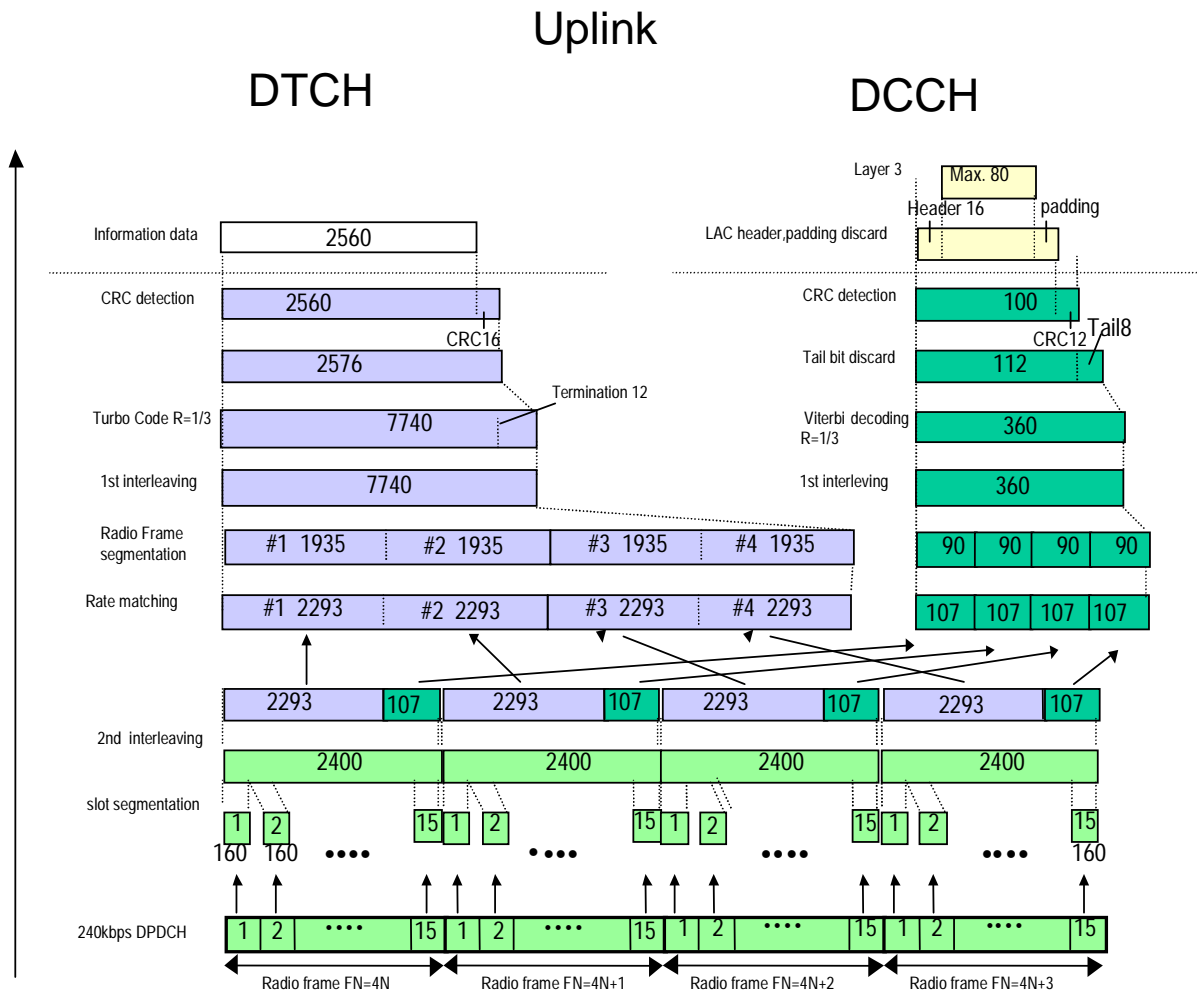 Uplink
DTCH
DCCH
Layer 3
Max. 80
Header 16
padding
Information data
2560
LAC header,padding discard
CRC detection
2560
CRC16
CRC detection
100
CRC12
Tail8
2576
Tail bit discard
112
Termination 12
Turbo Code R=1/3
7740
Viterbi decoding
R=1/3
360
1st interleaving
7740
1st interleving
360
Radio Frame
segmentation
#1 1935
#2 1935
#3 1935
#4 1935
90
90
90
90
Rate matching
#1 2293
#2 2293
#3 2293
#4 2293
107
107
107
107
2293
107
2293
107
2293
107
2293
107
2nd interleaving
2400
2400
2400
2400
slot segmentation
1
2
15
1
2
15
1
2
15
1
2
15
160
160
••••
••••
••••
••••
160
240kbps DPDCH
1
2
••••
15
1
2
••••
15
1
2
••••
15
1
2
••••
15
Radio frame FN=4N
Radio frame FN=4N+1
Radio frame FN=4N+2
Radio frame FN=4N+3